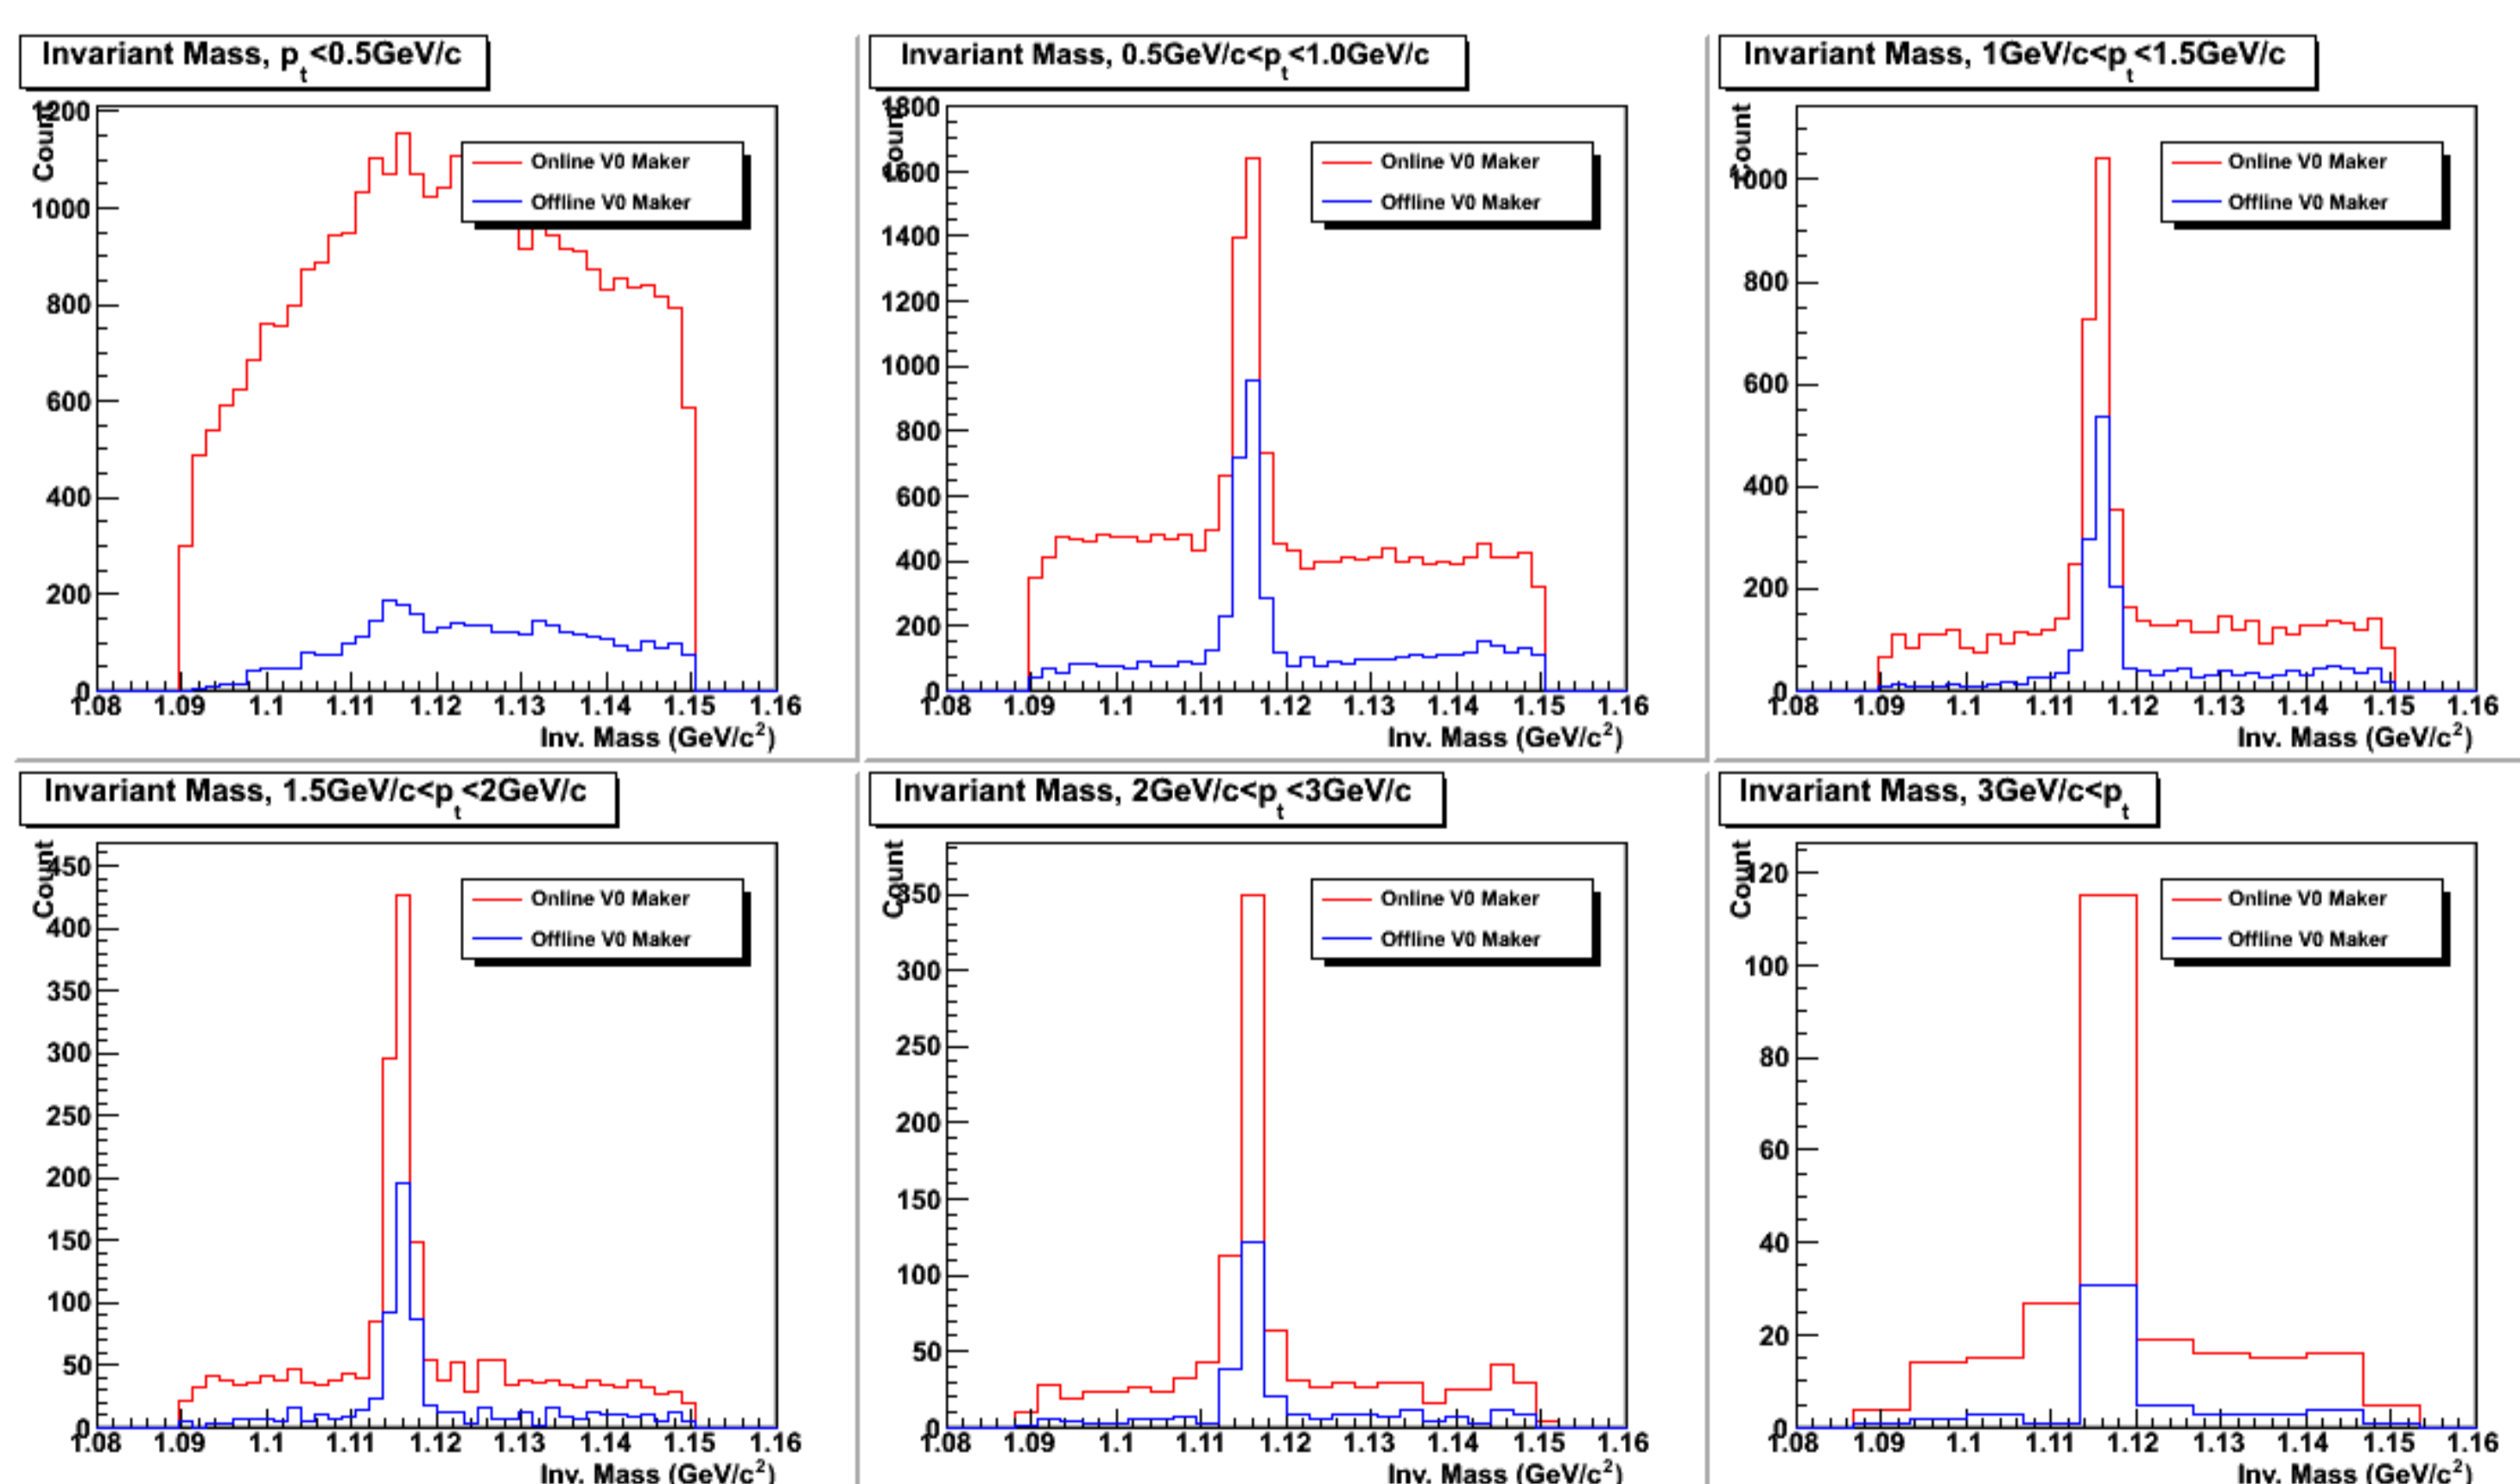 Invariant Mass, pt<0.5GeV/c
Count
1200
1000
800
600
400
200
0
Online V0 Maker
Offline V0 Maker
1.08 1.09 1.1 1.11 1.12 1.13 1.14 1.15 1.16
Inv. Mass (GeV/c2)
Invariant Mass, 0.5GeV/c<pt<1.0GeV/c
Count
1800
1600
1400
1200
1000
800
600
400
200
0
Online V0 Maker
Offline V0 Maker
1.08 1.09 1.1 1.11 1.12 1.13 1.14 1.15 1.16
Inv. Mass (GeV/c2)
Invariant Mass, 1GeV/c<pt<1.5GeV/c
Count
1000
800
600
400
200
0
Online V0 Maker
Offline V0 Maker
1.08 1.09 1.1 1.11 1.12 1.13 1.14 1.15 1.16
Inv. Mass (GeV/c2)
Invariant Mass, 1.5GeV/c<pt<2GeV/c
Count
450
400
350
300
250
200
150
100
50
0
Online V0 Maker
Offline V0 Maker
1.08 1.09 1.1 1.11 1.12 1.13 1.14 1.15 1.16
Inv. Mass (GeV/c2)
Invariant Mass, 2GeV/c<pt<3GeV/c
Count
350
300
250
200
150
100
50
0
Online V0 Maker
Offline V0 Maker
1.08 1.09 1.1 1.11 1.12 1.13 1.14 1.15 1.16
Inv. Mass (GeV/c2)
Invariant Mass, 3GeV/c<pt
Count
120
100
80
60
40
20
0
Online V0 Maker
Offline V0 Maker
1.08 1.09 1.1 1.11 1.12 1.13 1.14 1.15 1.16
Inv. Mass (GeV/c2)